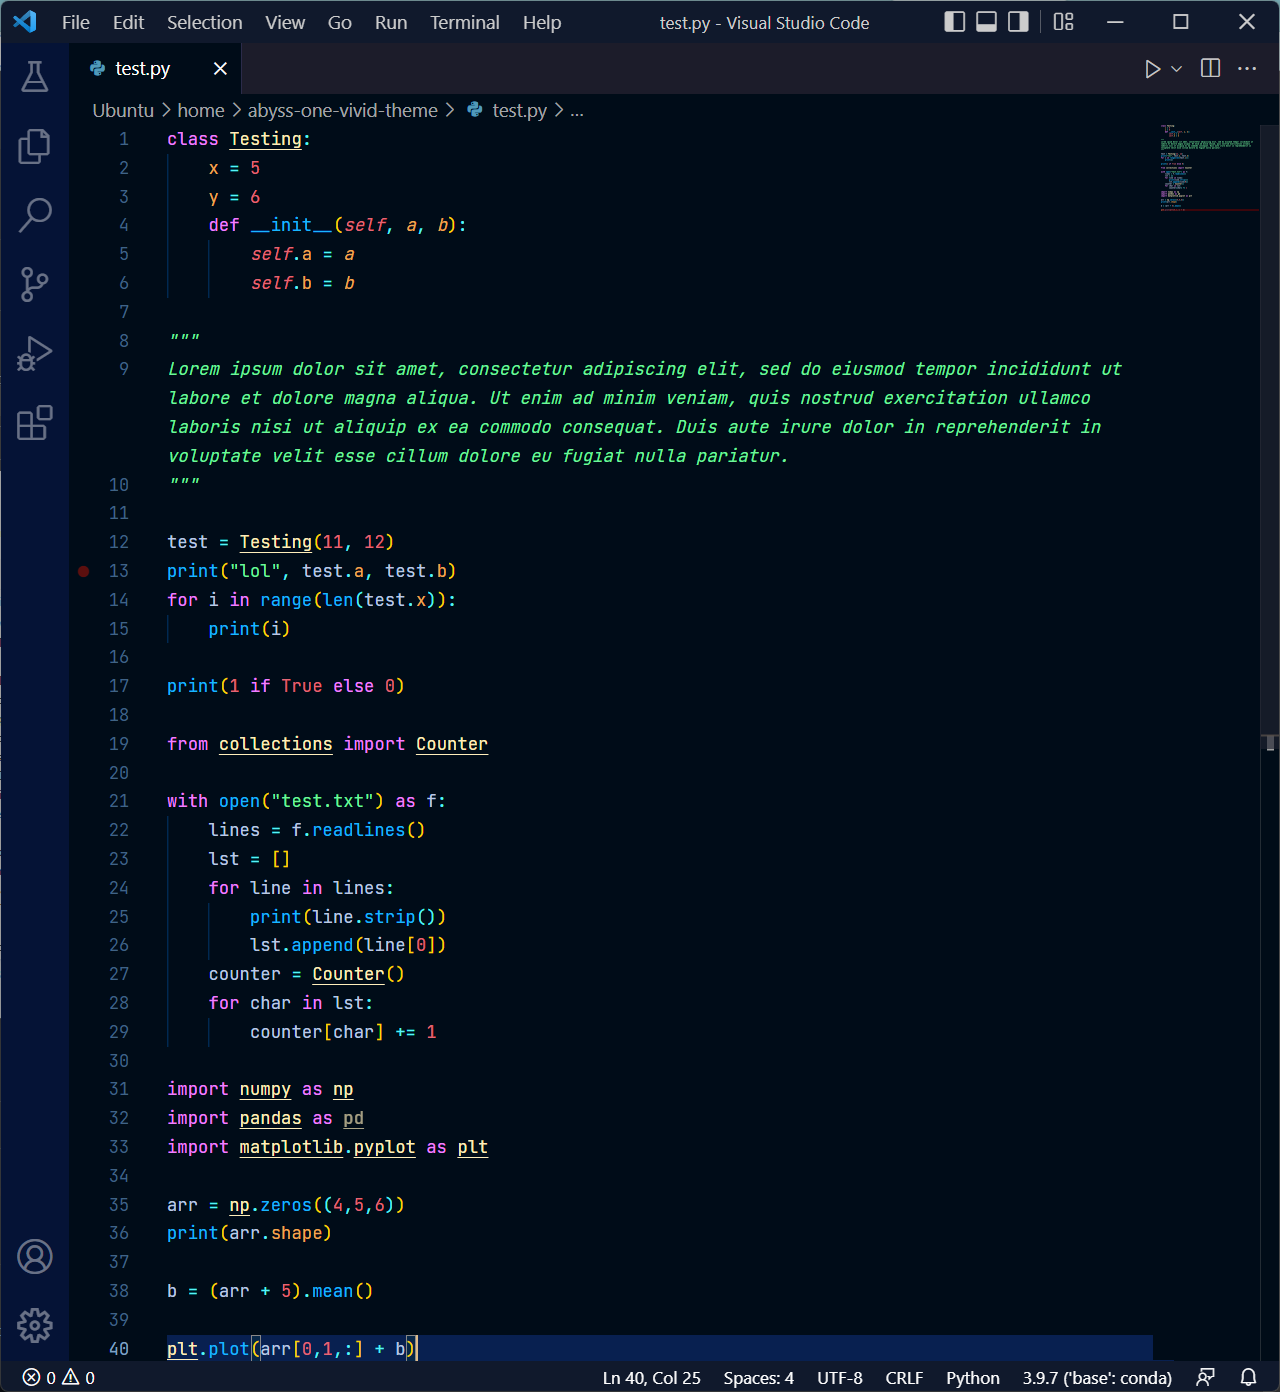 File Edit Selection View Go Run Terminal Help test.py - Visual Studio Code
test.py
Ubuntu > home > abyss-one-vivid-theme > test.py > ...
1 class Testing:
2     x = 5
3     y = 6
4     def __init__(self, a, b):
5         self.a = a
6         self.b = b
7
8 """
9 Lorem ipsum dolor sit amet, consectetur adipiscing elit, sed do eiusmod tempor incididunt ut
labore et dolore magna aliqua. Ut enim ad minim veniam, quis nostrud exercitation ullamco
laboris nisi ut aliquip ex ea commodo consequat. Duis aute irure dolor in reprehenderit in
voluptate velit esse cillum dolore eu fugiat nulla pariatur.
10 """
11
12 test = Testing(11, 12)
13 print("lol", test.a, test.b)
14 for i in range(len(test.x)):
15     print(i)
16
17 print(1 if True else 0)
18
19 from collections import Counter
20
21 with open("test.txt") as f:
22     lines = f.readlines()
23     lst = []
24     for line in lines:
25         print(line.strip())
26         lst.append(line[0])
27     counter = Counter()
28     for char in lst:
29         counter[char] += 1
30
31 import numpy as np
32 import pandas as pd
33 import matplotlib.pyplot as plt
34
35 arr = np.zeros((4,5,6))
36 print(arr.shape)
37
38 b = (arr + 5).mean()
39
40 plt.plot(arr[0,1,:] + b)
0 0 Ln 40, Col 25 Spaces: 4 UTF-8 CRLF Python 3.9.7 ('base': conda)